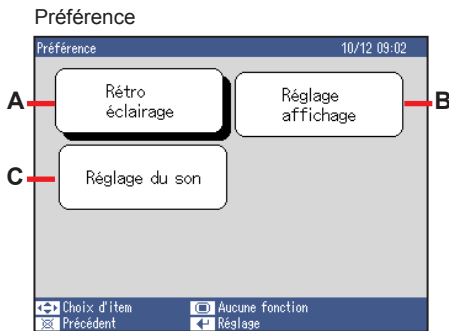 Préférence
Préférence 10/12 09:02
A
Rétro
éclairage
Réglage
affichage
B
C
Réglage du son
Choix d'item Aucune fonction
Précédent Réglage